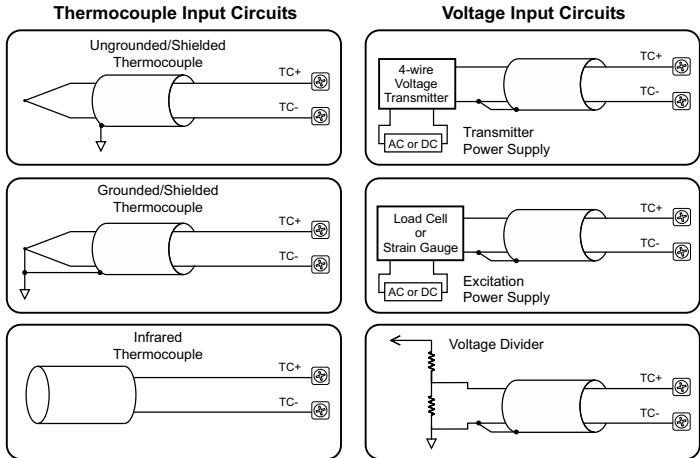 Thermocouple Input Circuits
Ungrounded/Shielded
Thermocouple
TC+
TC-
Grounded/Shielded
Thermocouple
TC+
TC-
Infrared
Thermocouple
TC+
TC-
Voltage Input Circuits
4-wire
Voltage
Transmitter
AC or DC
Transmitter
Power Supply
TC+
TC-
Load Cell
or
Strain Gauge
AC or DC
Excitation
Power Supply
TC+
TC-
Voltage Divider
TC+
TC-